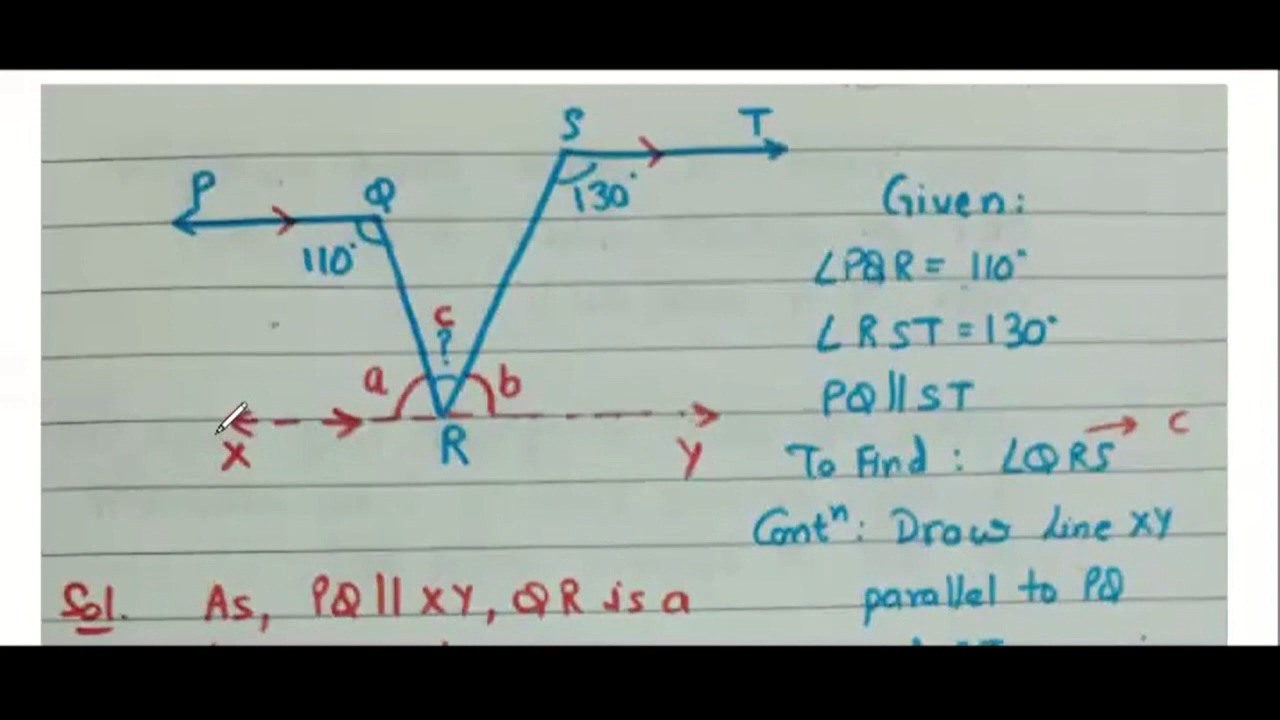 S
T
P
Q
130°
110°
c
?
a
b
X
R
Y
Given:
∠PQR = 110°
∠RST = 130°
PQ || ST
To Find : ∠QRS → c
Contⁿ: Draw line XY
parallel to PQ
Sol. As, PQ || XY, QR is a